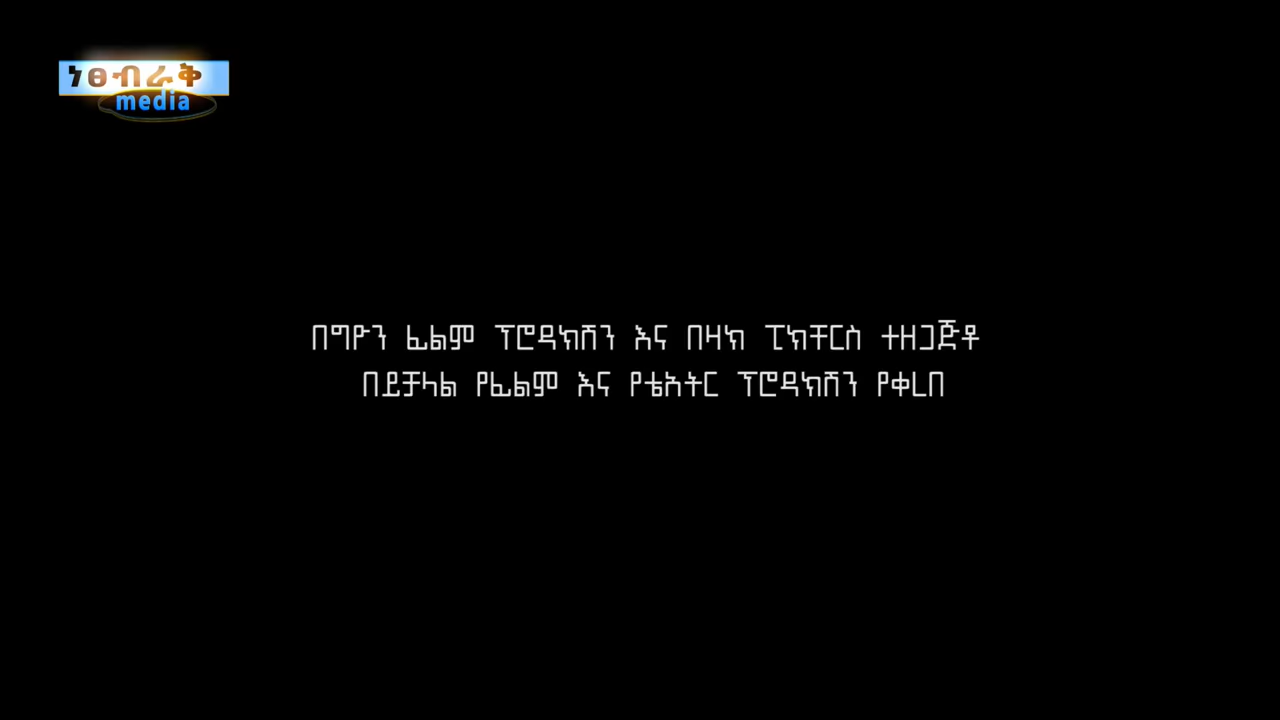 ነፀብራቅ
media
በግዮን ፊልም ፕሮዳክሽን እና በዛክ ፒክቸርስ ተዘጋጅቶ
በይቻላል የፊልም እና የቴአትር ፕሮዳክሽን የቀረበ